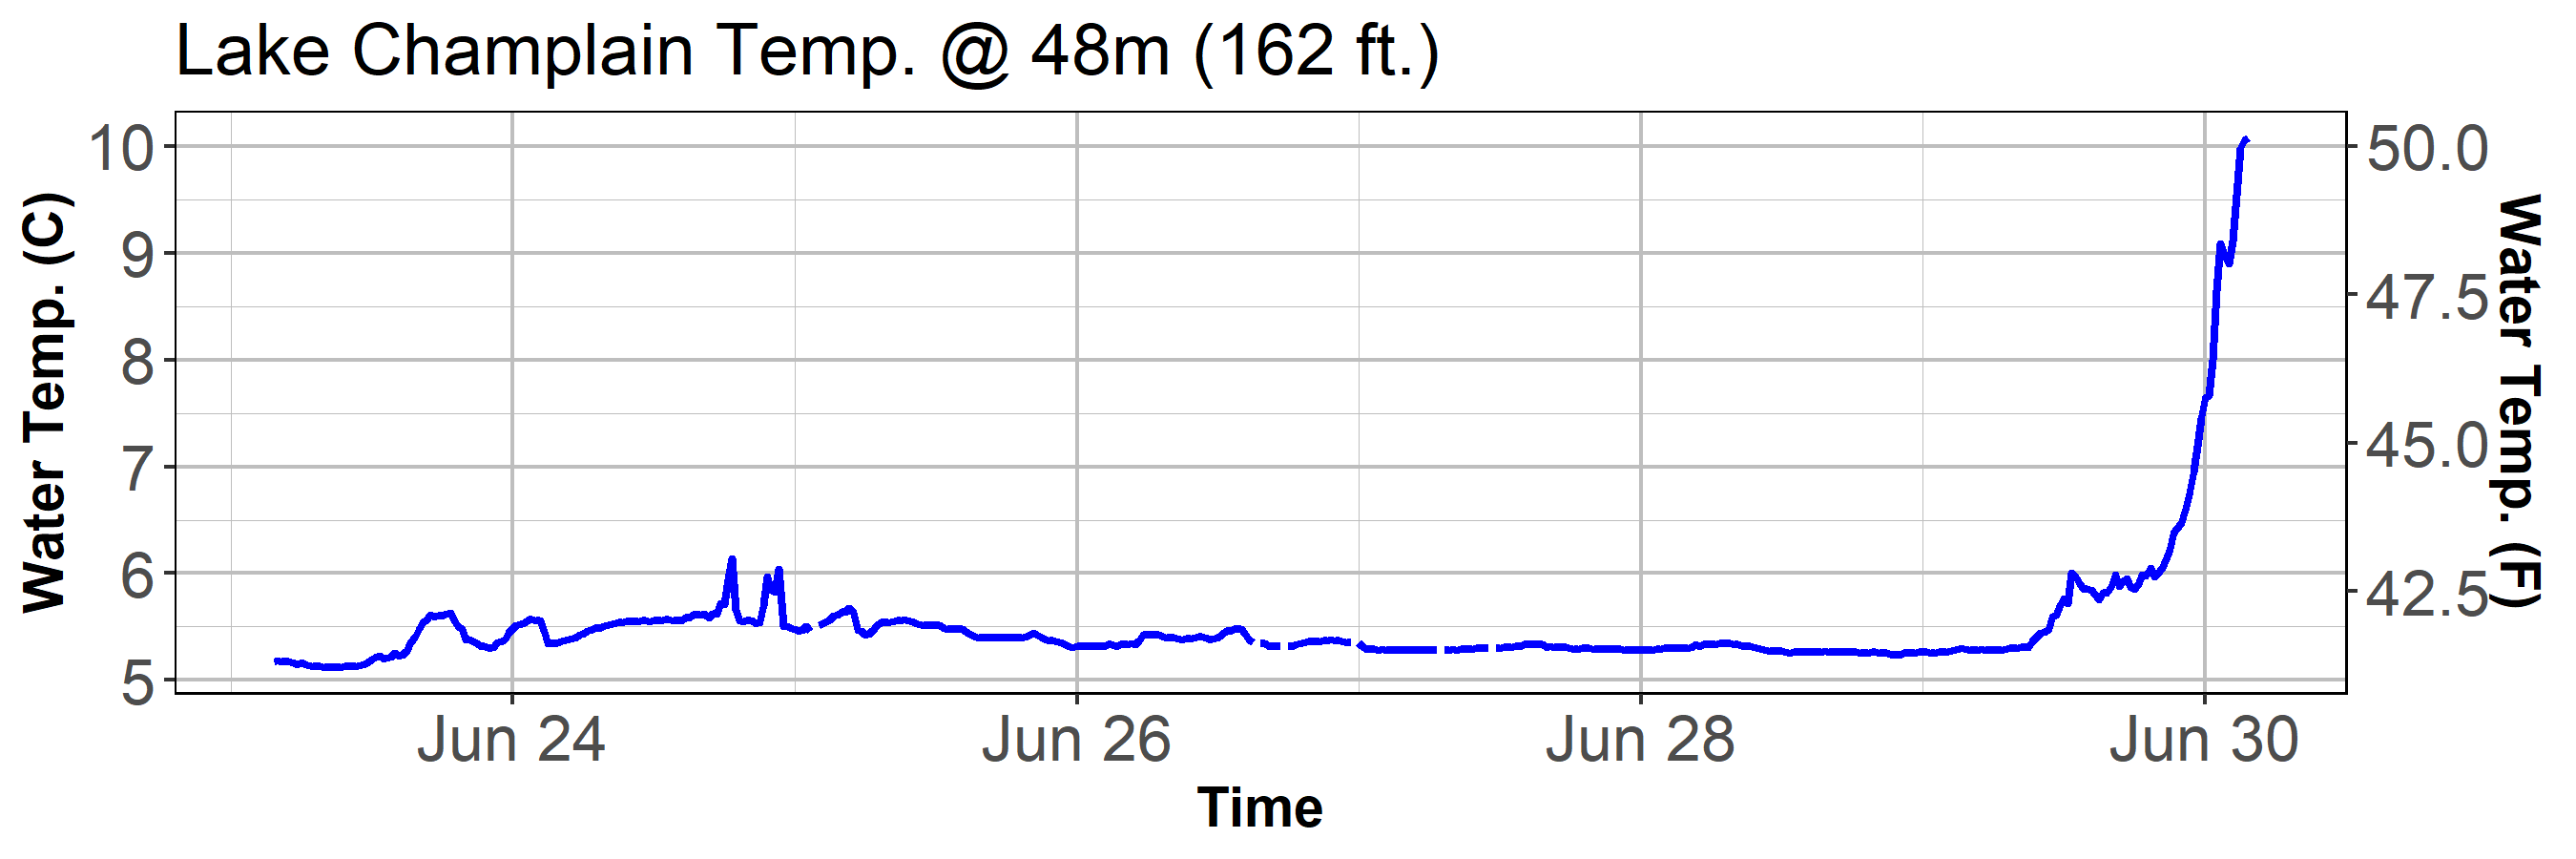 Lake Champlain Temp. @ 48m (162 ft.)
Water Temp. (C)
10
9
8
7
6
5
50.0
47.5
45.0
42.5
Water Temp. (F)
Jun 24 Jun 26 Jun 28 Jun 30
Time